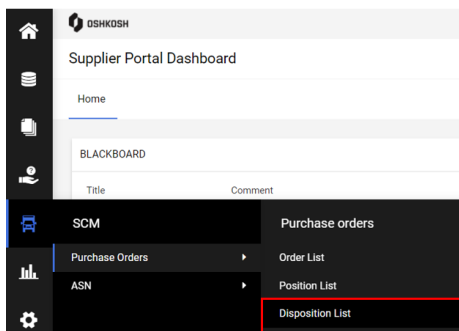 OSHKOSH
Supplier Portal Dashboard
Home
BLACKBOARD
Title Comment
SCM Purchase orders
Purchase Orders Order List
ASN Position List
Disposition List